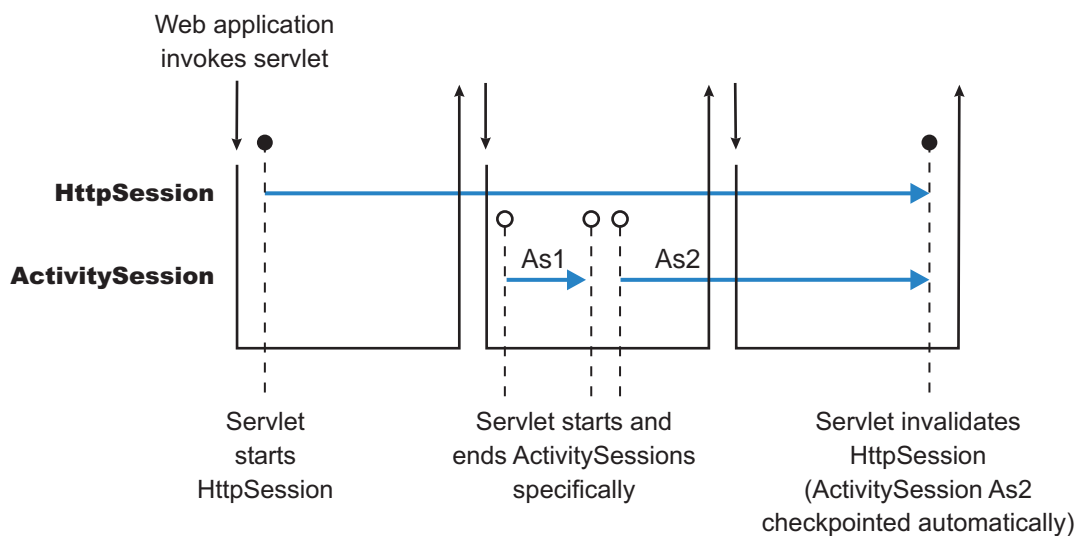 Web application
invokes servlet
HttpSession
As1
As2
ActivitySession
Servlet
starts
HttpSession
Servlet starts and
ends ActivitySessions
specifically
Servlet invalidates
HttpSession
(ActivitySession As2
checkpointed automatically)